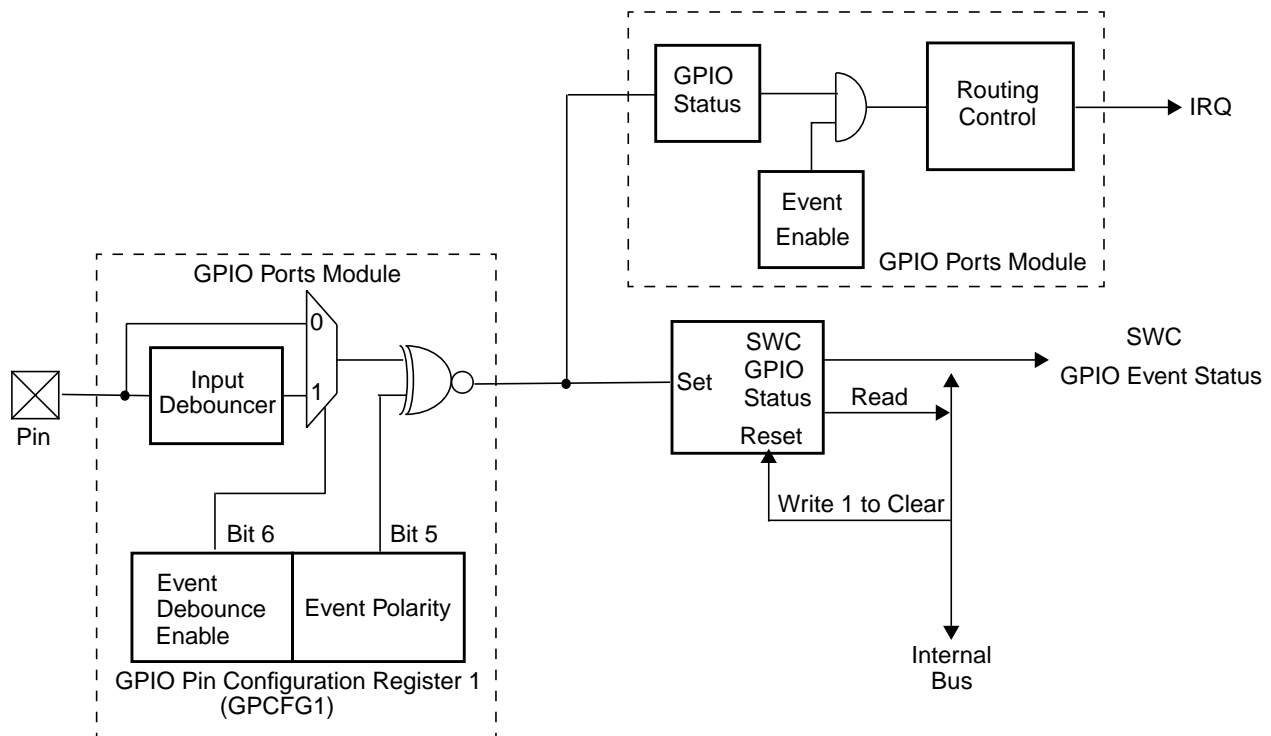 GPIO
Status
Routing
Control
IRQ
Event
Enable
GPIO Ports Module
GPIO Ports Module
0
Input
Debouncer
1
Pin
Bit 6
Bit 5
Event
Debounce
Enable
Event Polarity
GPIO Pin Configuration Register 1
(GPCFG1)
Set
SWC
GPIO
Status
Reset
Read
Write 1 to Clear
SWC
GPIO Event Status
Internal
Bus